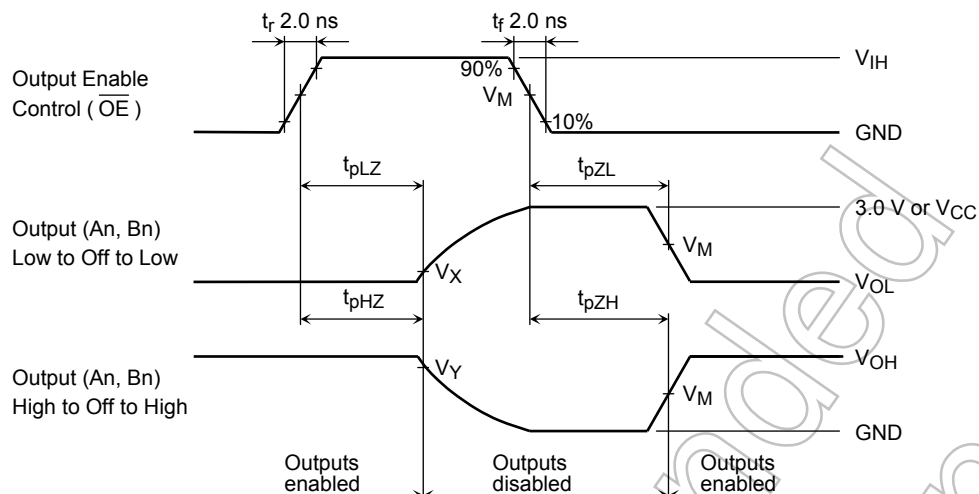 tr 2.0 ns
tf 2.0 ns
Output Enable
Control ( OE )
90%
VM
10%
VIH
GND
tpLZ
tpZL
3.0 V or VCC
Output (An, Bn)
Low to Off to Low
VX
VM
VOL
tpHZ
tpZH
VOH
Output (An, Bn)
High to Off to High
VY
VM
GND
Outputs
enabled
Outputs
disabled
Outputs
enabled